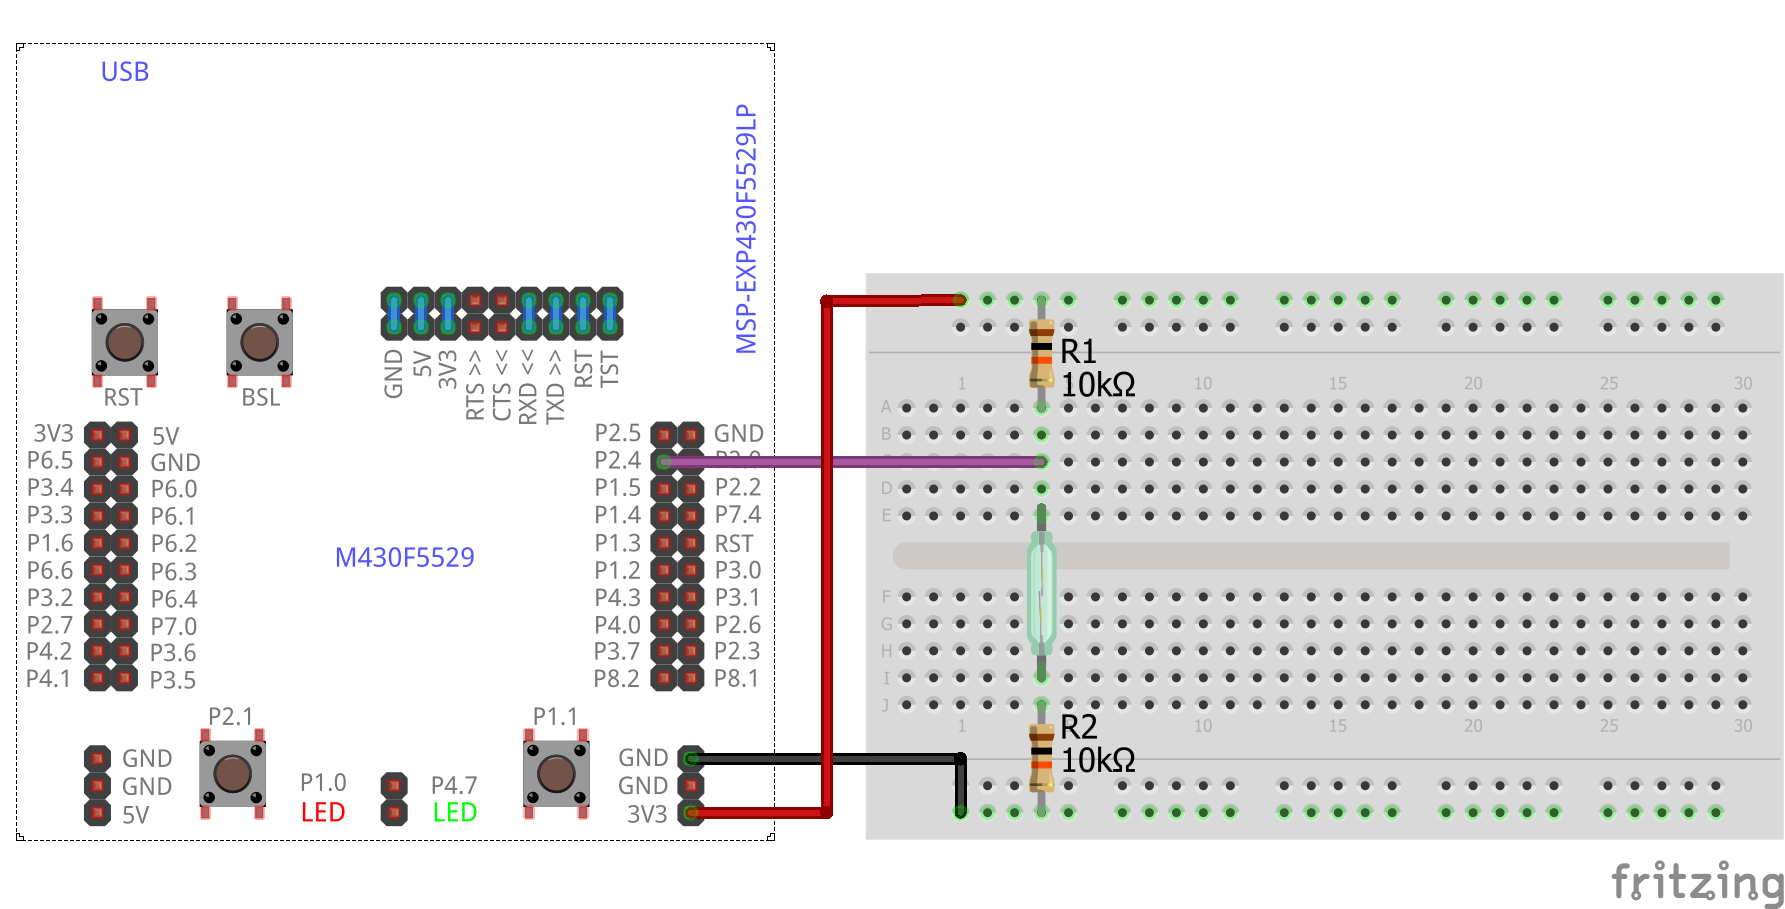 USB
MSP-EXP430F5529LP
RST
BSL
GND
5V
3V3
RTS >>
CTS <<
RXD <<
TXD >>
RST
TST
3V3 5V
P6.5 GND
P3.4 P6.0
P3.3 P6.1
P1.6 P6.2
P6.6 P6.3
P3.2 P6.4
P2.7 P7.0
P4.2 P3.6
P4.1 P3.5
M430F5529
P2.5 GND
P2.4
P1.5 P2.2
P1.4 P7.4
P1.3 RST
P1.2 P3.0
P4.3 P3.1
P4.0 P2.6
P3.7 P2.3
P8.2 P8.1
P2.1
P1.1
GND
GND
5V
P1.0
LED
P4.7
LED
GND
GND
3V3
R1
10kΩ
1 10 15 20 25 30
A
B
D
E
F
G
H
I
J
1 10 15 20 25 30
R2
10kΩ
fritzing